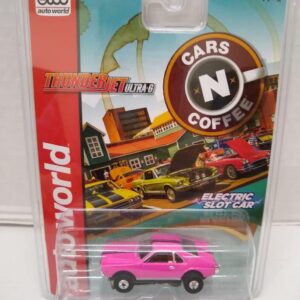 auto world
CARS
N
COFFEE
THUNDERJET ULTRA-G
ELECTRIC
SLOT CAR
autoworld